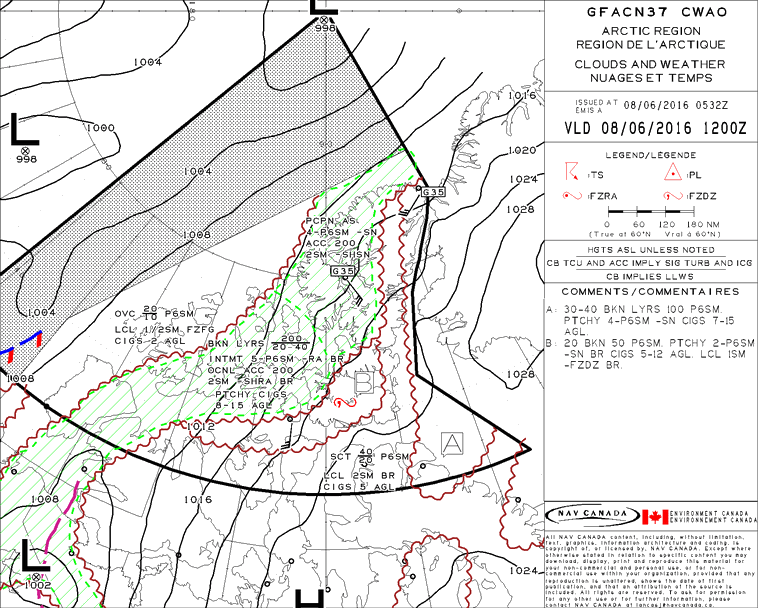 GFACN37 CWAO
ARCTIC REGION
REGION DE L'ARCTIQUE
CLOUDS AND WEATHER
NUAGES ET TEMPS
ISSUED AT 08/06/2016 0532Z
EMIS A
VLD 08/06/2016 1200Z
LEGEND/LÉGENDE
:TS
:PL
:FZRA
:FZDZ
0 60 120 180 NM
(True at 60°N Vrai à 60°N)
HGTS ASL UNLESS NOTED
CB TCU AND ACC IMPLY SIG TURB AND ICG
CB IMPLIES LLWS
COMMENTS/COMMENTAIRES
A: 30-40 BKN LYRS 100 P6SM.
PTCHY 4-P6SM -SN CIGS 7-15
AGL.
B: 20 BKN 50 P6SM. PTCHY 2-P6SM
-SN BR CIGS 5-12 AGL. LCL 1SM
-FZDZ BR.
NAV CANADA
ENVIRONMENT CANADA
ENVIRONNEMENT CANADA
All NAV CANADA content, including, without limitation,
text, graphics, information architecture and coding, is
copyright of, or licensed by, NAV CANADA. Except where
otherwise stated in relation to specific content you may
download, display, print and reproduce this material for
your non-commercial and personal use, or for non-
commercial use within your organization, provided that any
reproduction is unaltered, shows the date of first
publication, and that an attribution of the source is
included. All rights are reserved. To ask for permission
for any other use or for further information, please
contact NAV CANADA at
L
998
1004
1016
L
998
1000
1020
1024
1028
G35
1004
1008
PCPN AS
4-P6SM -SN
ACC 200
2SM -SHSN
G35
1004
OVC 20 P6SM
LCL 1/2SM FZFG
CIGS 2 AGL
BKN LYRS 200
20-40
INTMT 5-P6SM -RA BR
OCNL ACC 200
2SM -SHRA BR
PTCHY CIGS
8-15 AGL
1008
B
1028
1012
A
SCT 40 P6SM
20
LCL 2SM BR
CIGS 5 AGL
1008
1016
L
1002
1024
H